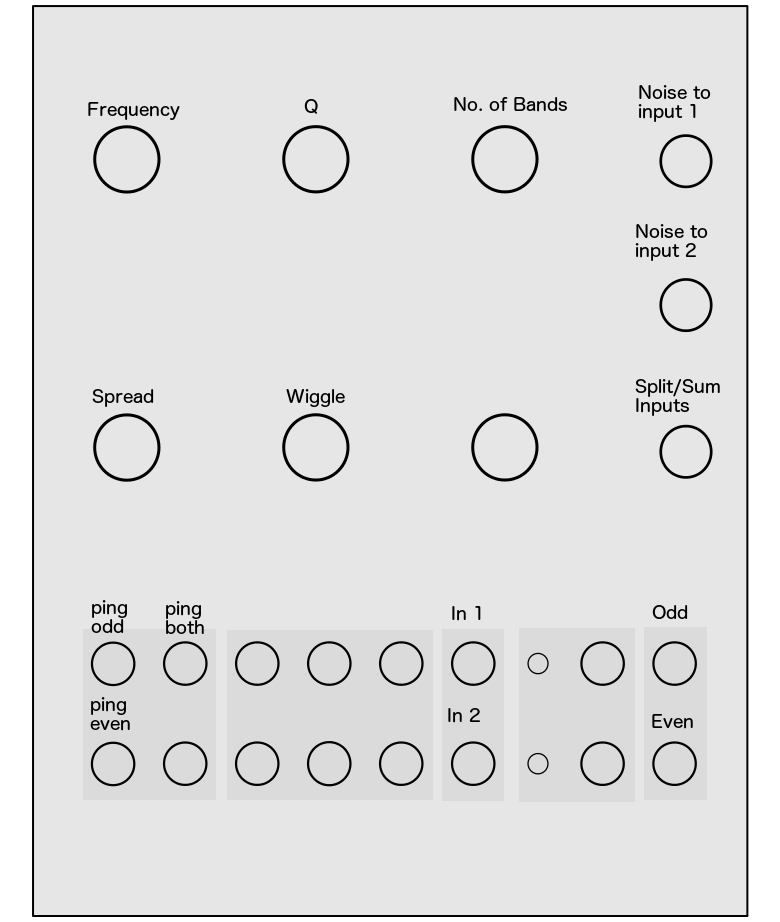 Frequency
Q
No. of Bands
Noise to
input 1
Noise to
input 2
Spread
Wiggle
Split/Sum
Inputs
ping
odd
ping
both
In 1
Odd
ping
even
In 2
Even